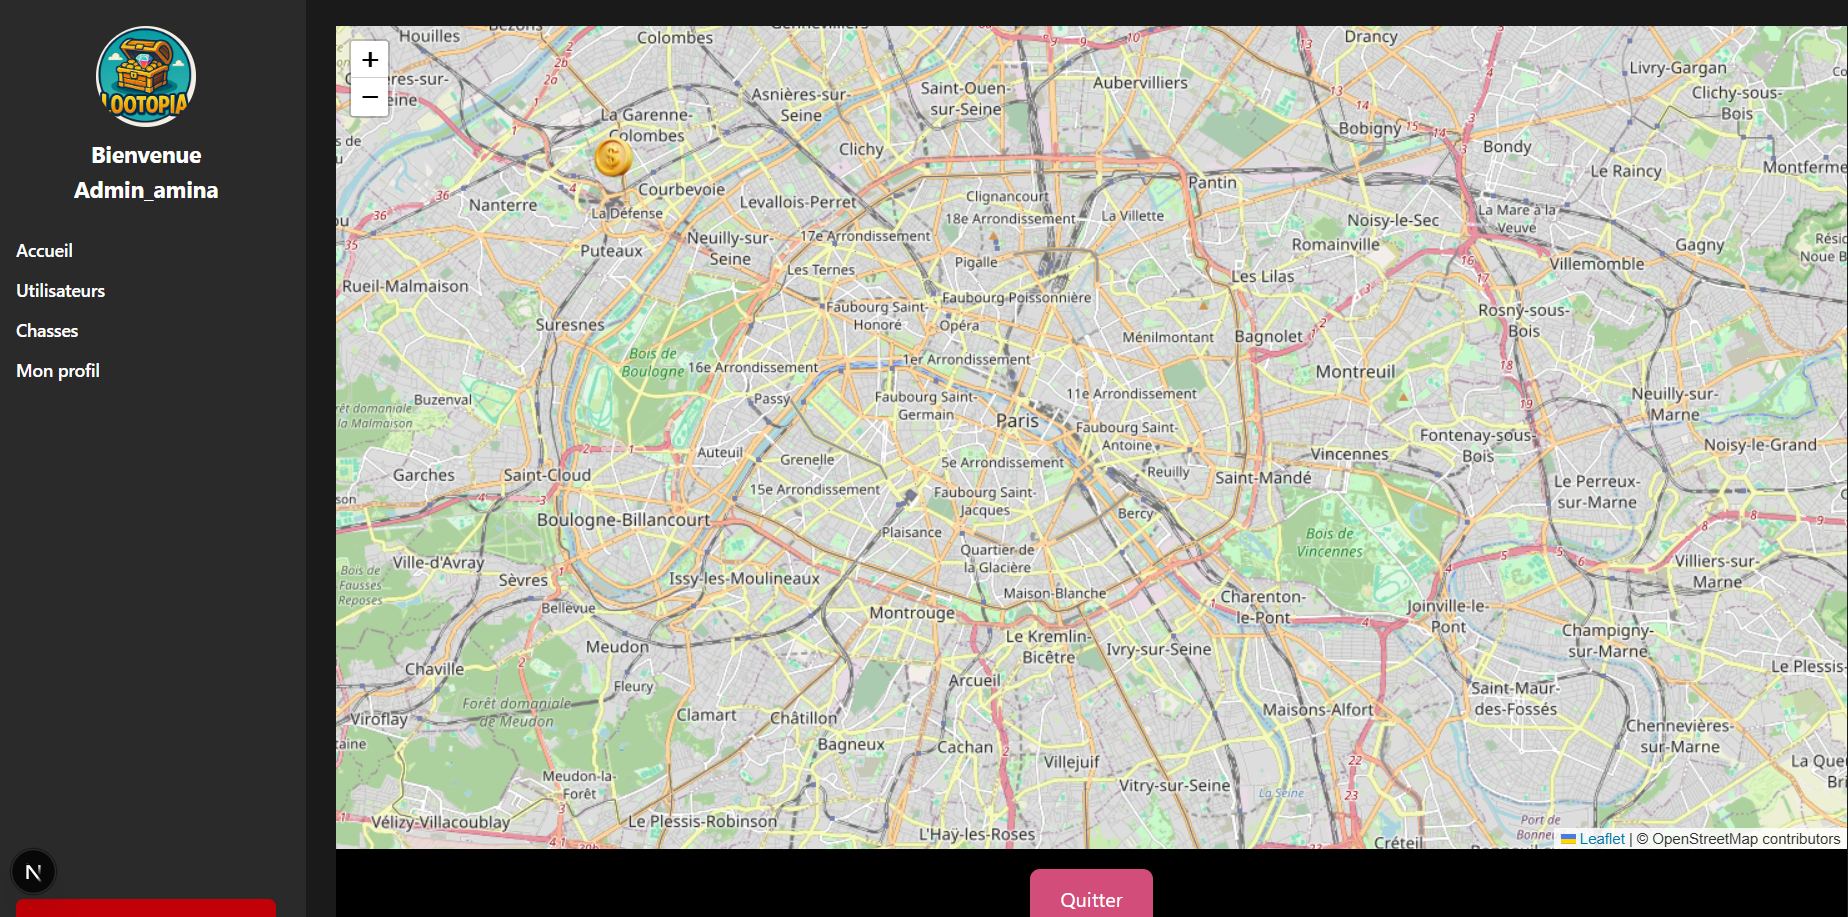 LOOTOPIA
Bienvenue
Admin_amina
Accueil
Utilisateurs
Chasses
Mon profil
N
+
−
Houilles
Colombes
Drancy
Livry-Gargan
Clichy-sous-
Bois
Aubervilliers
Saint-Ouen-
sur-Seine
Asnières-sur-
Seine
La Garenne-
Colombes
Clichy
Bobigny
Bondy
Le Raincy
Montferme
Courbevoie
Nanterre
La Défense
Levallois-Perret
Clignancourt
18e Arrondissement
La Villette
Pantin
Noisy-le-Sec
La Mare à la
Veuve
Puteaux
Neuilly-sur-
Seine
17e Arrondissement
Pigalle
Les Ternes
Romainville
Gagny
Villemomble
Les Lilas
Rueil-Malmaison
Faubourg Saint-
Honoré
Faubourg Poissonnière
Opéra
Suresnes
Ménilmontant
Bagnolet
Rosny-sous-
Bois
Bois de
Boulogne
16e Arrondissement
1er Arrondissement
Montreuil
Buzenval
Passy
Faubourg Saint-
Germain
11e Arrondissement
Neuilly-sur-
Marne
rêt domaniale
la Malmaison
Paris
Faubourg Saint-
Antoine
Fontenay-sous-
Bois
Noisy-le-Grand
Auteuil
Grenelle
5e Arrondissement
Reuilly
Vincennes
Garches
Saint-Cloud
15e Arrondissement
Faubourg Saint-
Jacques
Saint-Mandé
Le Perreux-
sur-Marne
Boulogne-Billancourt
Bercy
Plaisance
Bois de
Vincennes
Quartier de
la Glacière
Ville-d'Avray
Bois de
Fausses
Reposes
Sèvres
Issy-les-Moulineaux
Villiers-sur-
Marne
Bellevue
Montrouge
Maison-Blanche
Charenton-
le-Pont
Joinville-le-
Pont
Meudon
Le Kremlin-
Bicêtre
Ivry-sur-Seine
Champigny-
sur-Marne
Chaville
Fleury
Arcueil
Le Plessis-
Forêt domaniale
de Meudon
Viroflay
Clamart
Châtillon
Maisons-Alfort
Saint-Maur-
des-Fossés
Bagneux
Cachan
Villejuif
Chennevières-
sur-Marne
Meudon-la-
Forêt
Vitry-sur-Seine
La Seine
Vélizy-Villacoublay
Le Plessis-Robinson
L'Haÿ-les-Roses
Créteil
Leaflet | © OpenStreetMap contributors
Quitter